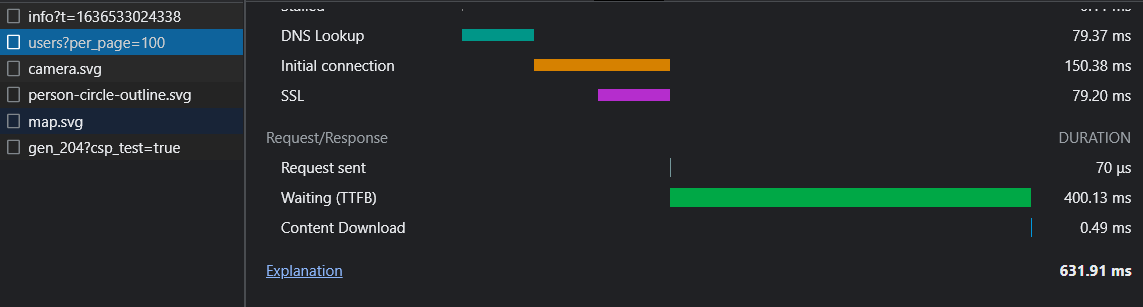 info?t=1636533024338
users?per_page=100
camera.svg
person-circle-outline.svg
map.svg
gen_204?csp_test=true
DNS Lookup 79.37 ms
Initial connection 150.38 ms
SSL 79.20 ms
Request/Response DURATION
Request sent 70 μs
Waiting (TTFB) 400.13 ms
Content Download 0.49 ms
Explanation 631.91 ms